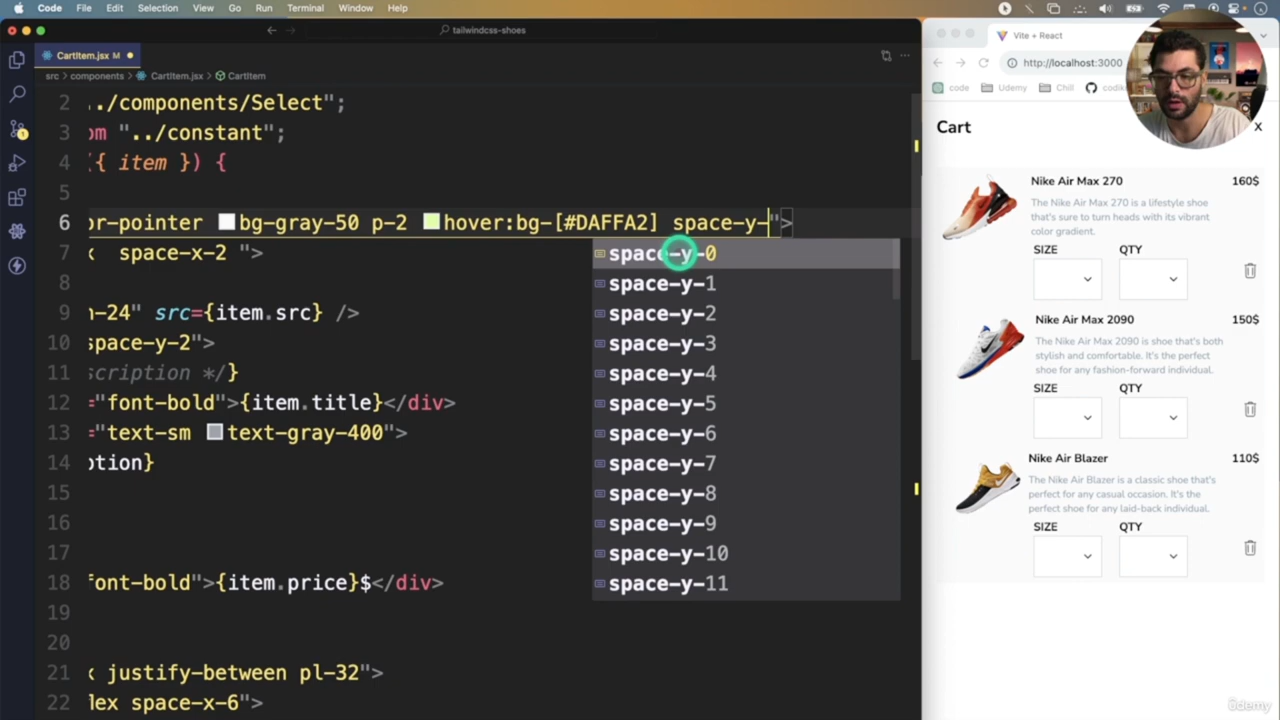 Code File Edit Selection View Go Run Terminal Window Help
tailwindcss-shoes
CartItem.jsx M
src > components > CartItem.jsx > CartItem
2 ../components/Select";
3 om "../constant";
4 ({ item }) {
5
6 or-pointer bg-gray-50 p-2 hover:bg-[#DAFFA2] space-y-">
7 x space-x-2 ">
8
9 n-24" src={item.src} />
10 space-y-2">
11 scription */}
12 ="font-bold">{item.title}</div>
13 ="text-sm text-gray-400">
14 ption}
15
16
17
18 "font-bold">{item.price}$</div>
19
20
21 x justify-between pl-32">
22 lex space-x-6">
space-y-0
space-y-1
space-y-2
space-y-3
space-y-4
space-y-5
space-y-6
space-y-7
space-y-8
space-y-9
space-y-10
space-y-11
Vite + React
http://localhost:3000
code Udemy Chill
Cart X
Nike Air Max 270 160$
The Nike Air Max 270 is a lifestyle shoe
that's sure to turn heads with its vibrant
color gradient.
SIZE QTY
Nike Air Max 2090 150$
The Nike Air Max 2090 is shoe that's both
stylish and comfortable. It's the perfect
shoe for any fashion-forward individual.
SIZE QTY
Nike Air Blazer 110$
The Nike Air Blazer is a classic shoe that's
perfect for any casual occasion. It's the
perfect shoe for any laid-back individual.
SIZE QTY
ûdemy